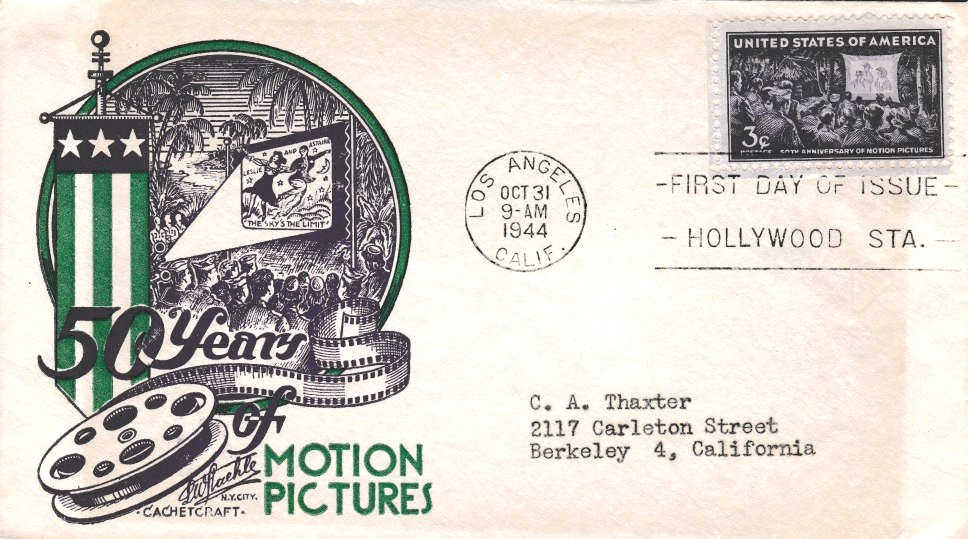 UNITED STATES OF AMERICA
3¢
POSTAGE 50TH ANNIVERSARY OF MOTION PICTURES
LOS ANGELES
OCT 31
9-AM
1944
CALIF.
-FIRST DAY OF ISSUE-
-HOLLYWOOD STA.-
LESLIE AND ASTAIRE
"THE SKY'S THE LIMIT"
50 Years
of
MOTION
PICTURES
N.Y.CITY.
·CACHETCRAFT·
C. A. Thaxter
2117 Carleton Street
Berkeley 4, California